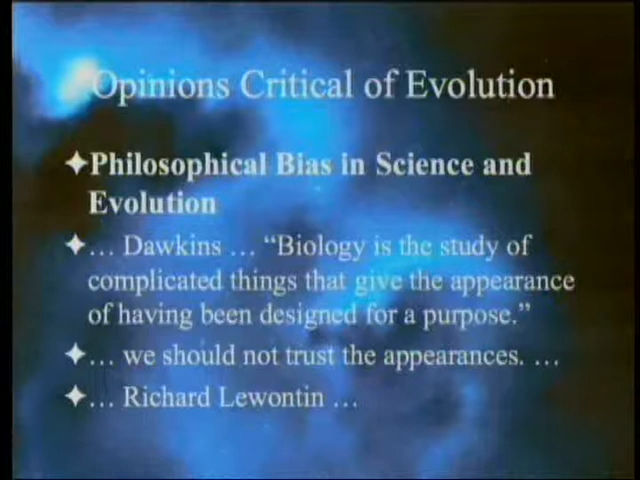 Opinions Critical of Evolution
Philosophical Bias in Science and
Evolution
… Dawkins … “Biology is the study of
complicated things that give the appearance
of having been designed for a purpose.”
… we should not trust the appearances. …
… Richard Lewontin …